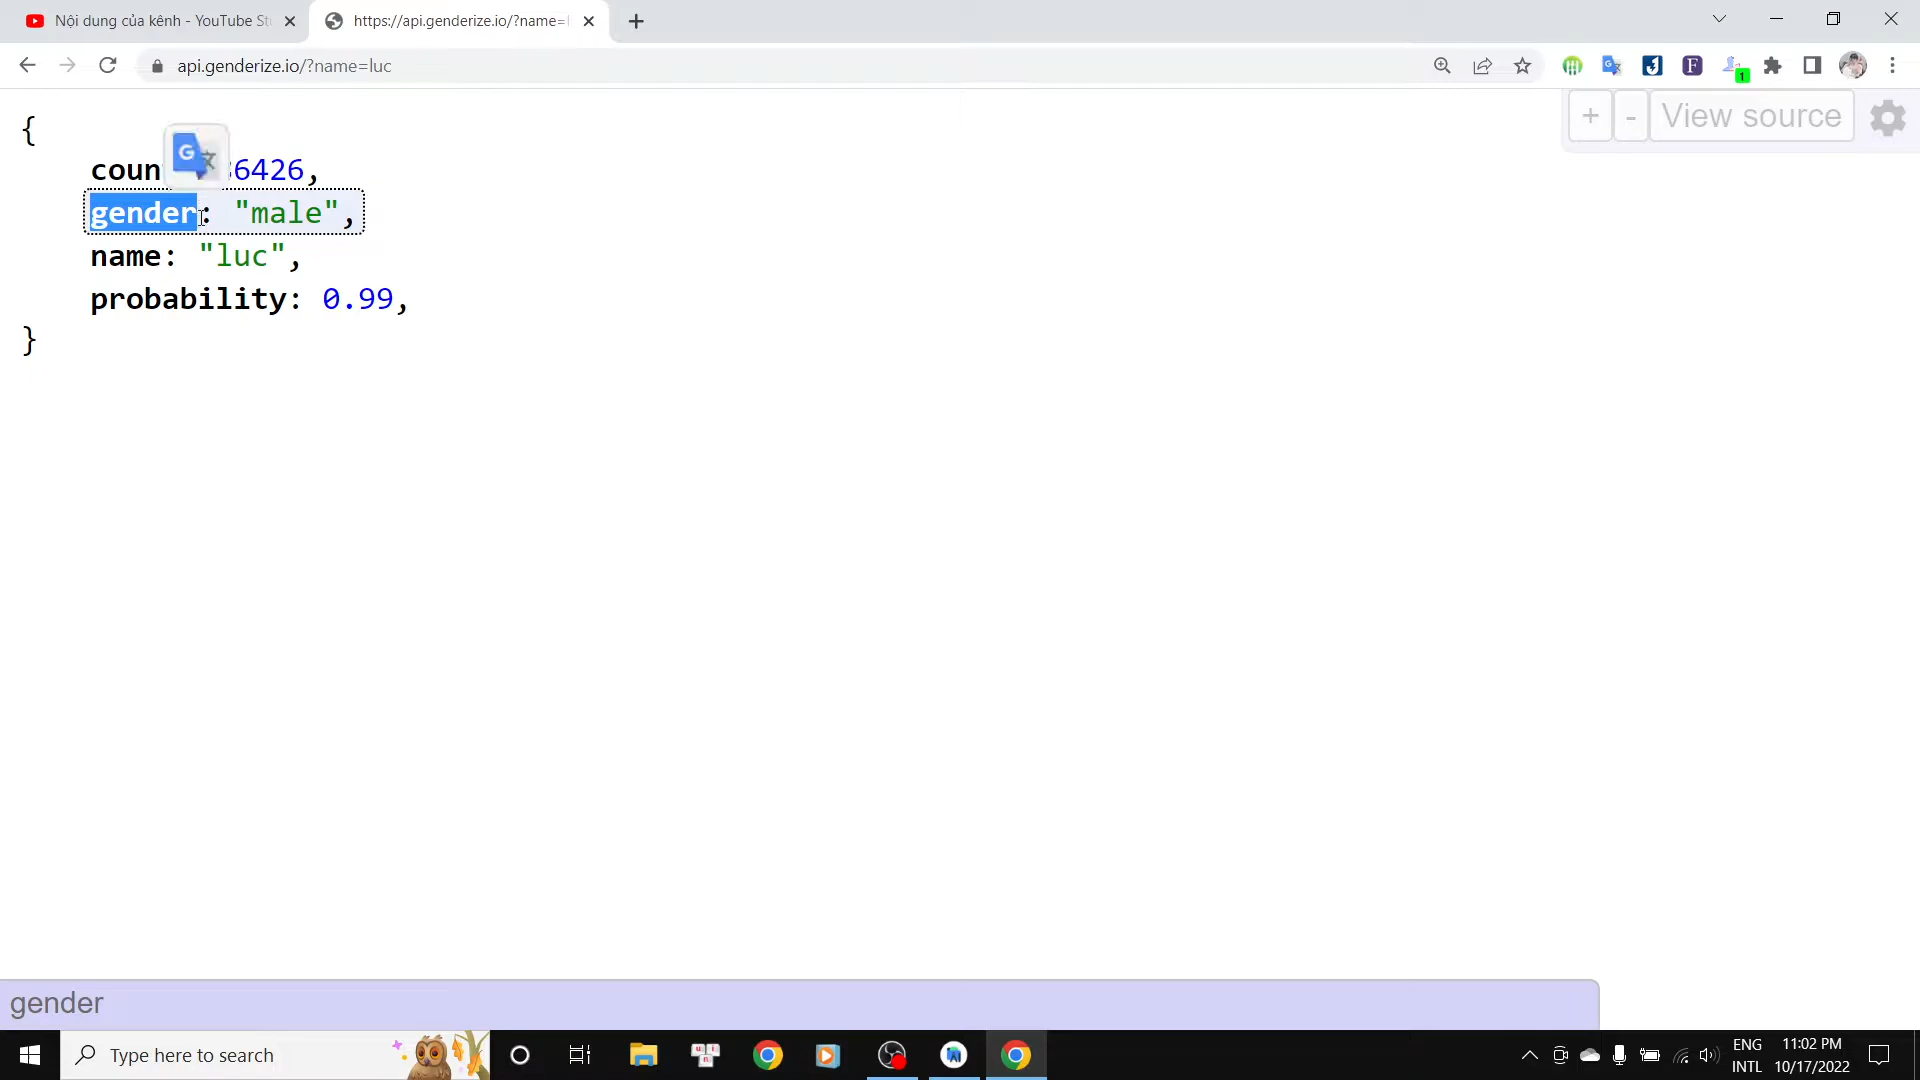 Nội dung của kênh - YouTube St
https://api.genderize.io/?name=l
api.genderize.io/?name=luc
1
+ - View source
{
coun 6426,
gender: "male",
name: "luc",
probability: 0.99,
}
gender
Type here to search
ENG
INTL
11:02 PM
10/17/2022